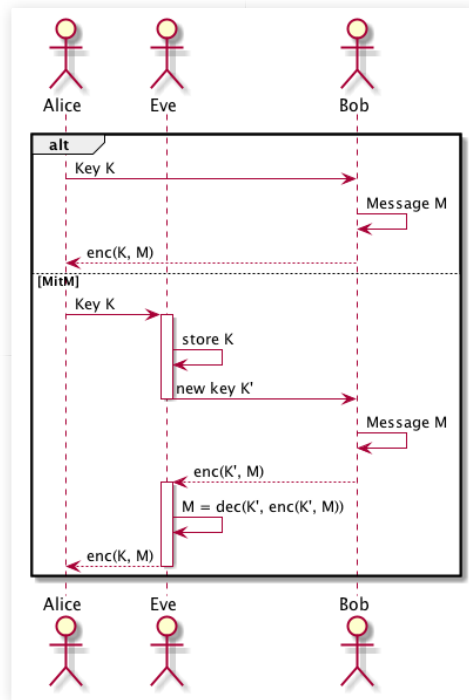 Alice Eve Bob
alt
Key K
Message M
enc(K, M)
[MitM]
Key K
store K
new key K'
Message M
enc(K', M)
M = dec(K', enc(K', M))
enc(K, M)
Alice Eve Bob